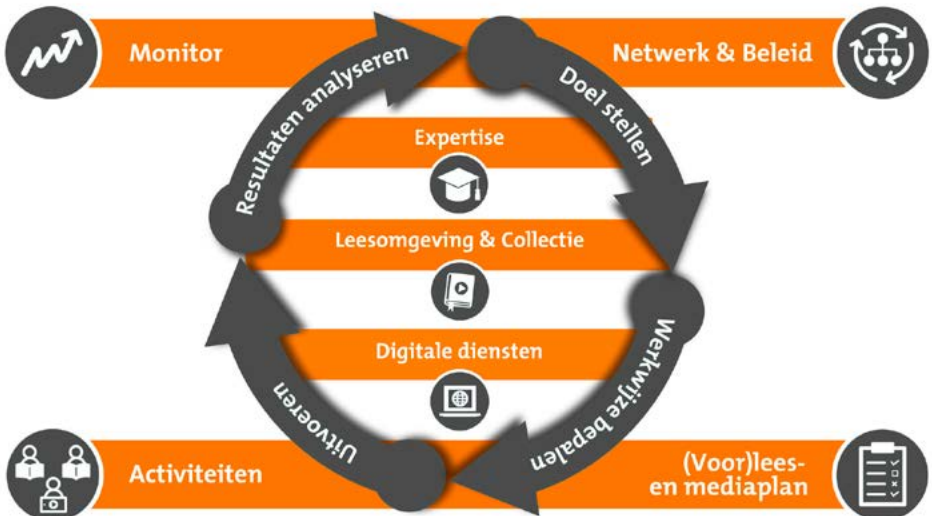 Monitor
Netwerk & Beleid
Resultaten analyseren
Doel stellen
Expertise
Leesomgeving & Collectie
Digitale diensten
Werkwijze bepalen
Uitvoeren
Activiteiten
(Voor)lees-
en mediaplan